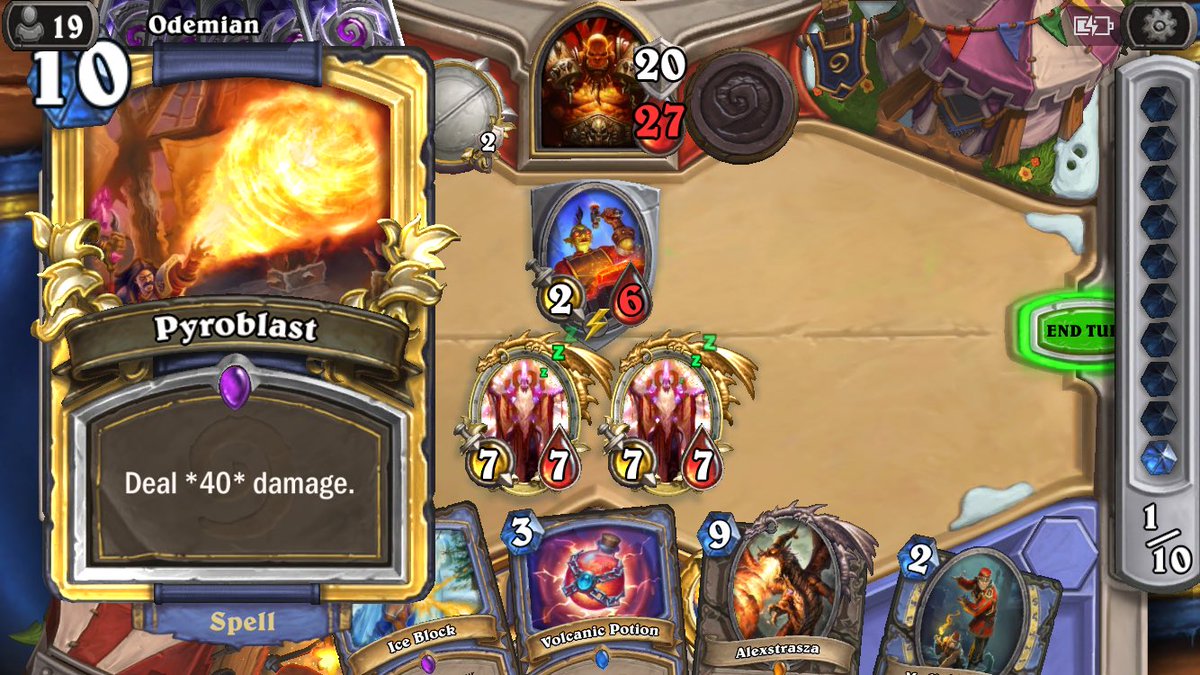 19
Odemian
10
20
27
2
Pyroblast
Deal *40* damage.
Spell
2
6
7
7
7
7
END TU
1/10
3
9
2
Ice Block
Volcanic Potion
Alexstrasza
z
z
z
z